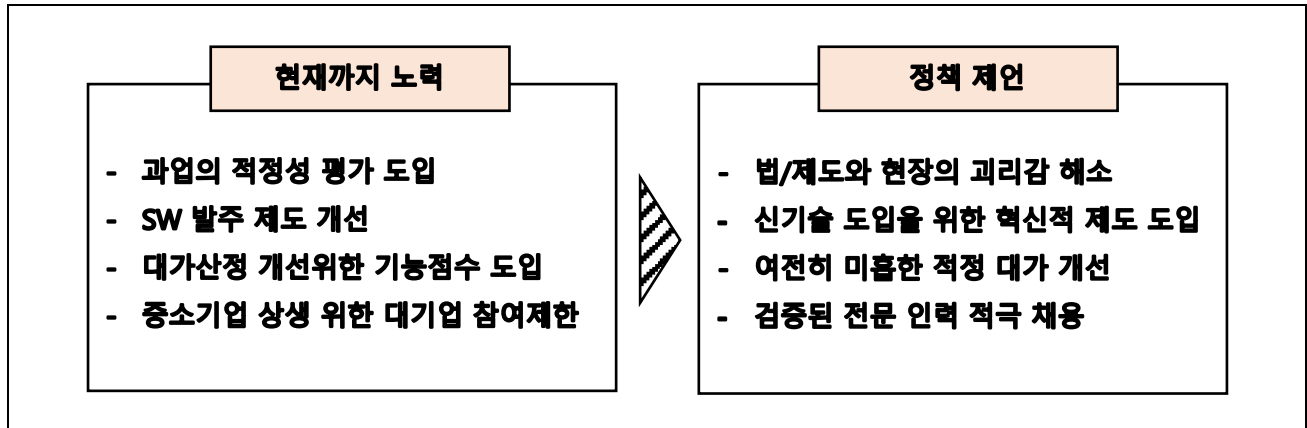 현재까지 노력
- 과업의 적정성 평가 도입
- SW 발주 제도 개선
- 대가산정 개선위한 기능점수 도입
- 중소기업 상생 위한 대기업 참여제한
정책 제언
- 법/제도와 현장의 괴리감 해소
- 신기술 도입을 위한 혁신적 제도 도입
- 여전히 미흡한 적정 대가 개선
- 검증된 전문 인력 적극 채용